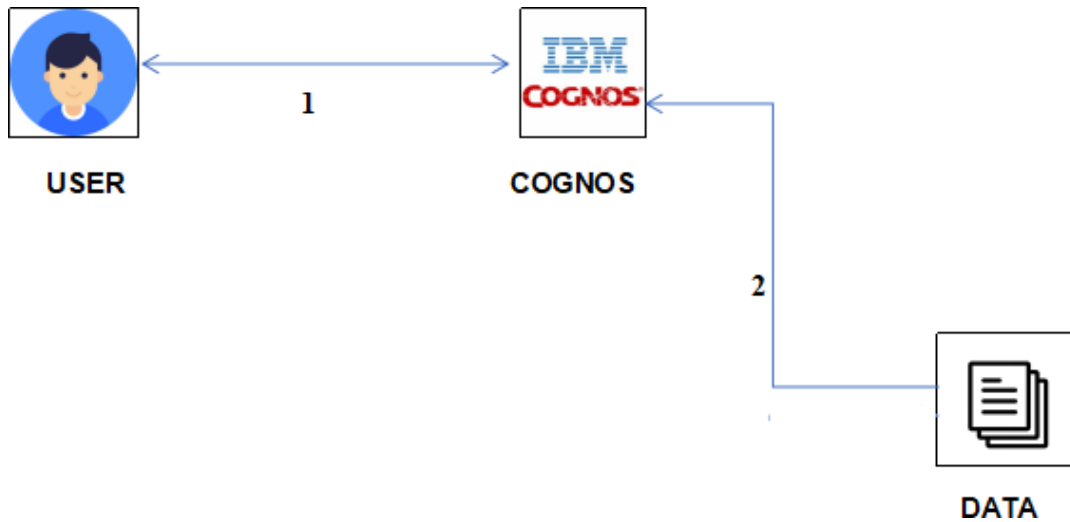 IBM
COGNOS
1
USER
COGNOS
2
DATA